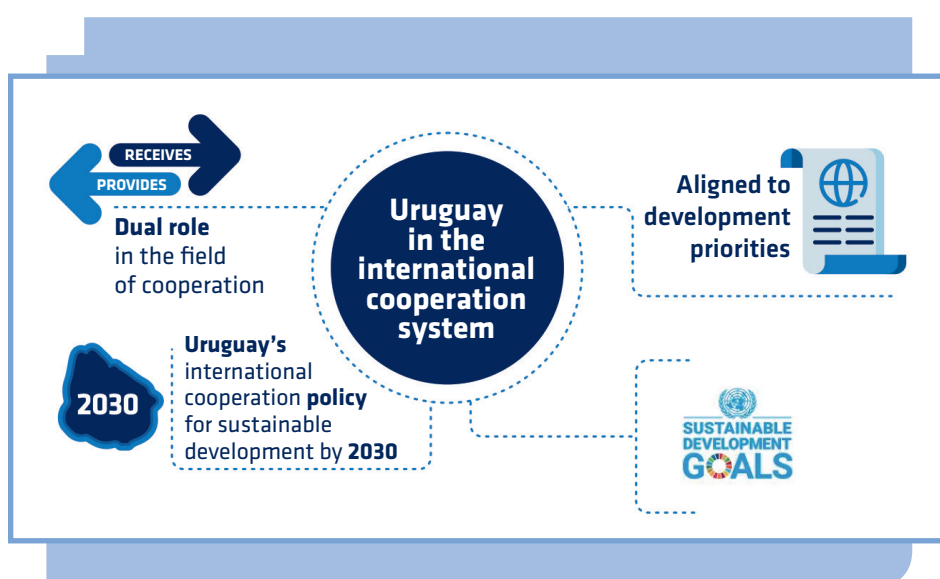 RECEIVES
PROVIDES
Dual role
in the field
of cooperation
Uruguay
in the
international
cooperation
system
Aligned to
development
priorities
2030
Uruguay's
international
cooperation policy
for sustainable
development by 2030
SUSTAINABLE
DEVELOPMENT
GOALS